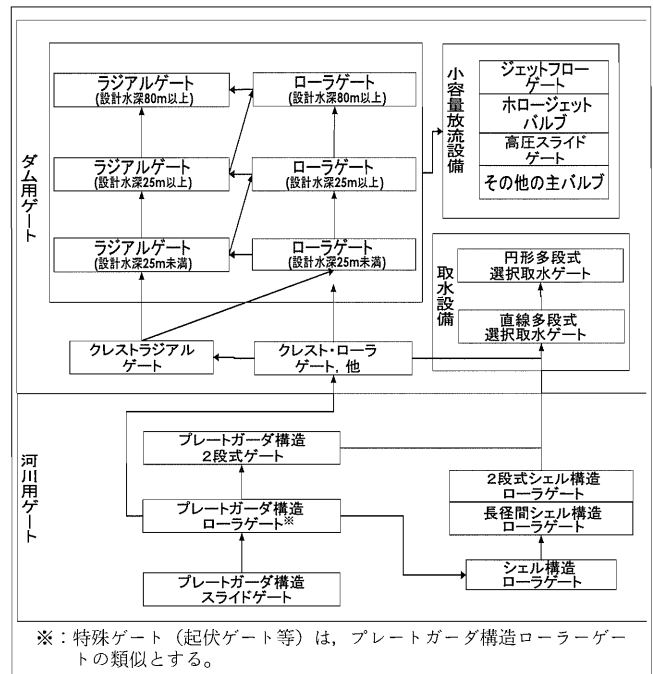 ダム用ゲート
ラジアルゲート
(設計水深80m以上)
ローラゲート
(設計水深80m以上)
ラジアルゲート
(設計水深25m以上)
ローラゲート
(設計水深25m以上)
ラジアルゲート
(設計水深25m未満)
ローラゲート
(設計水深25m未満)
クレストラジアル
ゲート
クレスト・ローラ
ゲート, 他
小容量放流設備
ジェットフロー
ゲート
ホロージェット
バルブ
高圧スライド
ゲート
その他の主バルブ
取水設備
円形多段式
選択取水ゲート
直線多段式
選択取水ゲート
河川用ゲート
プレートガーダ構造
2段式ゲート
プレートガーダ構造
ローラゲート※
プレートガーダ構造
スライドゲート
2段式シェル構造
ローラゲート
長径間シェル構造
ローラゲート
シェル構造
ローラゲート
※：特殊ゲート（起伏ゲート等）は，プレートガーダ構造ローラーゲー
トの類似とする。